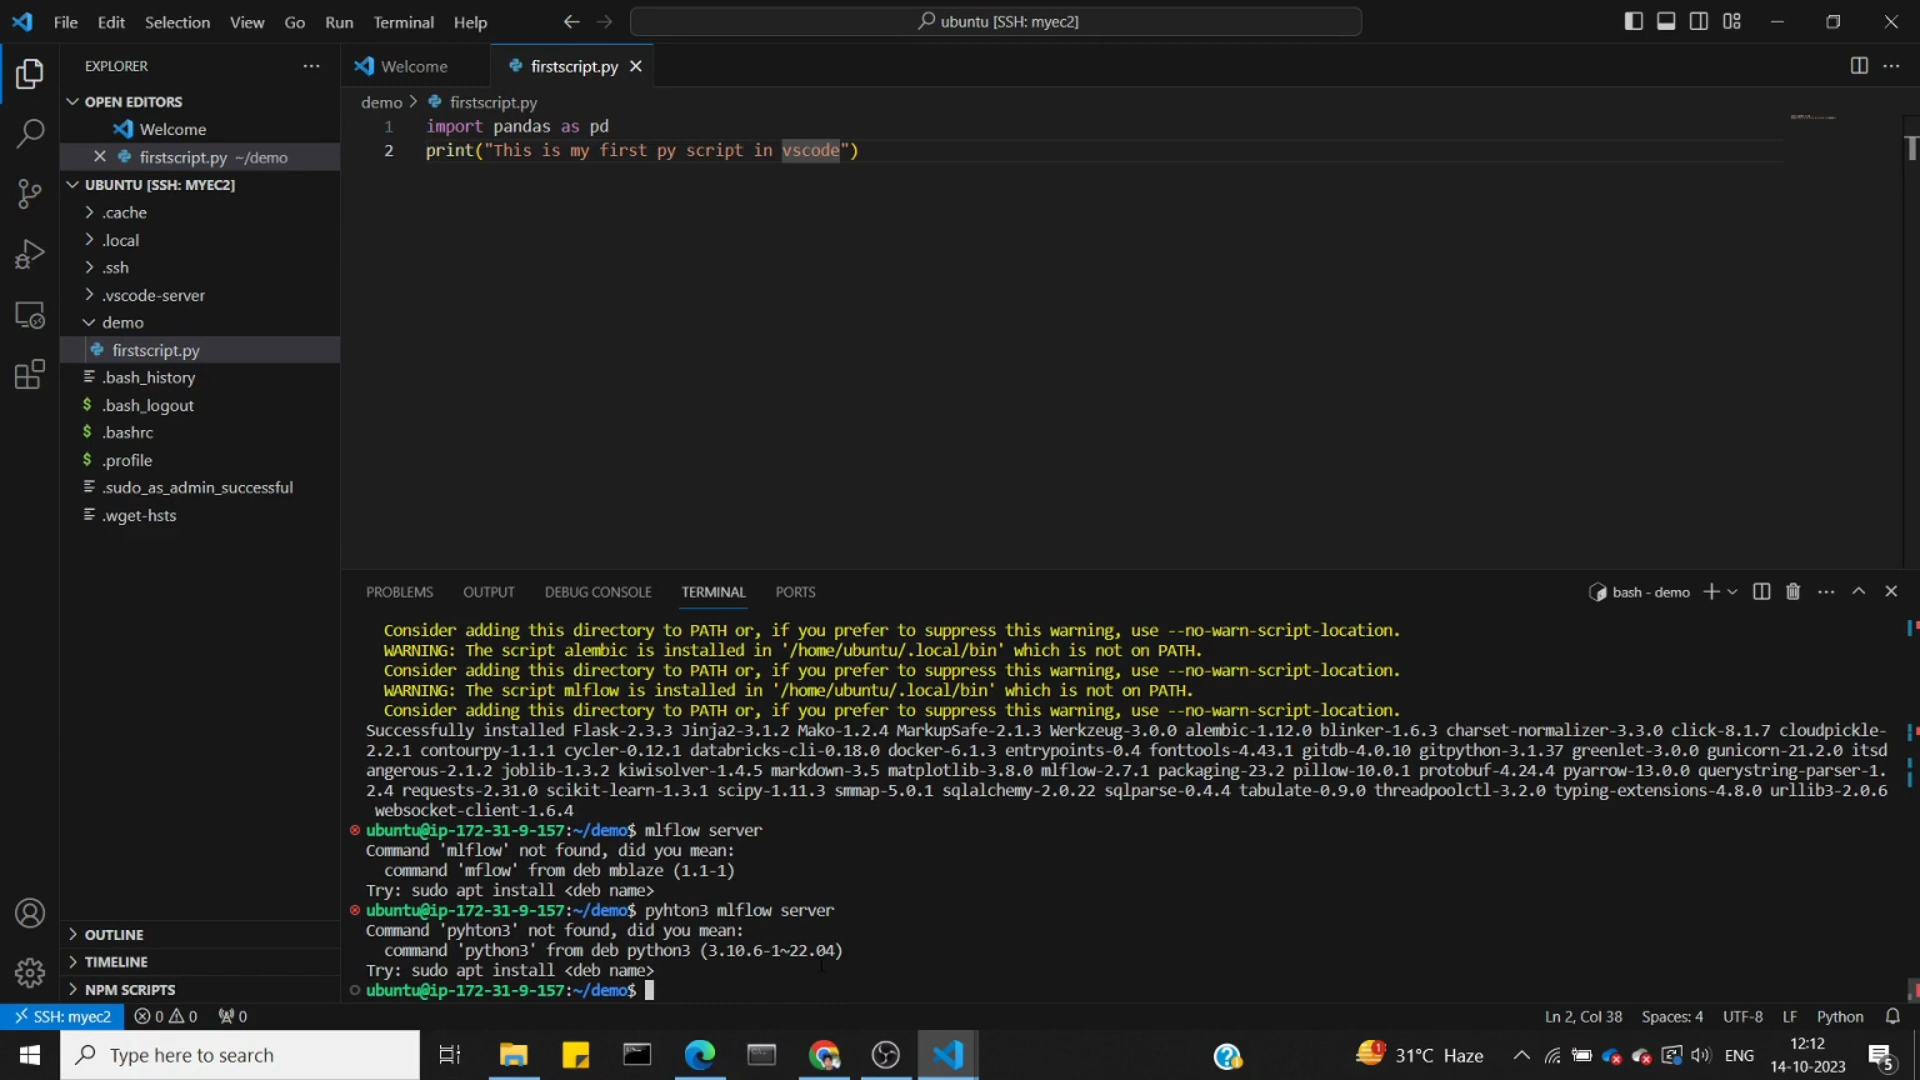 File Edit Selection View Go Run Terminal Help
ubuntu [SSH: myec2]
EXPLORER
OPEN EDITORS
Welcome
firstscript.py ~/demo
UBUNTU [SSH: MYEC2]
.cache
.local
.ssh
.vscode-server
demo
firstscript.py
.bash_history
.bash_logout
.bashrc
.profile
.sudo_as_admin_successful
.wget-hsts
OUTLINE
TIMELINE
NPM SCRIPTS
Welcome firstscript.py
demo > firstscript.py
1 import pandas as pd
2 print("This is my first py script in vscode")
PROBLEMS OUTPUT DEBUG CONSOLE TERMINAL PORTS
bash - demo
Consider adding this directory to PATH or, if you prefer to suppress this warning, use --no-warn-script-location.
WARNING: The script alembic is installed in '/home/ubuntu/.local/bin' which is not on PATH.
Consider adding this directory to PATH or, if you prefer to suppress this warning, use --no-warn-script-location.
WARNING: The script mlflow is installed in '/home/ubuntu/.local/bin' which is not on PATH.
Consider adding this directory to PATH or, if you prefer to suppress this warning, use --no-warn-script-location.
Successfully installed Flask-2.3.3 Jinja2-3.1.2 Mako-1.2.4 MarkupSafe-2.1.3 Werkzeug-3.0.0 alembic-1.12.0 blinker-1.6.3 charset-normalizer-3.3.0 click-8.1.7 cloudpickle-
2.2.1 contourpy-1.1.1 cycler-0.12.1 databricks-cli-0.18.0 docker-6.1.3 entrypoints-0.4 fonttools-4.43.1 gitdb-4.0.10 gitpython-3.1.37 greenlet-3.0.0 gunicorn-21.2.0 itsd
angerous-2.1.2 joblib-1.3.2 kiwisolver-1.4.5 markdown-3.5 matplotlib-3.8.0 mlflow-2.7.1 packaging-23.2 pillow-10.0.1 protobuf-4.24.4 pyarrow-13.0.0 querystring-parser-1.
2.4 requests-2.31.0 scikit-learn-1.3.1 scipy-1.11.3 smmap-5.0.1 sqlalchemy-2.0.22 sqlparse-0.4.4 tabulate-0.9.0 threadpoolctl-3.2.0 typing-extensions-4.8.0 urllib3-2.0.6
websocket-client-1.6.4
ubuntu@ip-172-31-9-157:~/demo$ mlflow server
Command 'mlflow' not found, did you mean:
command 'mflow' from deb mblaze (1.1-1)
Try: sudo apt install <deb name>
ubuntu@ip-172-31-9-157:~/demo$ pyhton3 mlflow server
Command 'pyhton3' not found, did you mean:
command 'python3' from deb python3 (3.10.6-1~22.04)
Try: sudo apt install <deb name>
ubuntu@ip-172-31-9-157:~/demo$
SSH: myec2 0 0 0
Ln 2, Col 38 Spaces: 4 UTF-8 LF Python
Type here to search
1
31°C Haze
ENG
12:12
14-10-2023
5